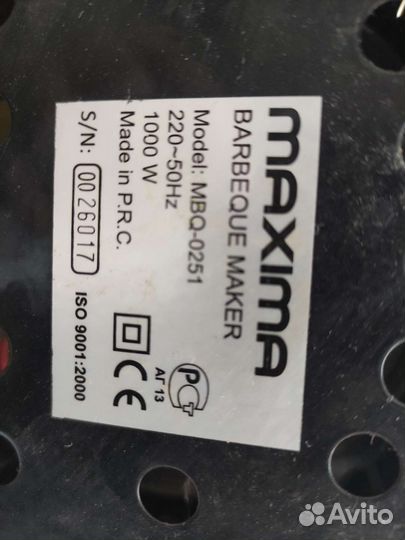 MAXIMA
BARBEQUE MAKER
Model: MBQ-0251
220~50Hz
1000 W
Made in P.R.C.
S/N: 0026017
ISO 9001:2000
CE
РСТ
АГ 13
Avito